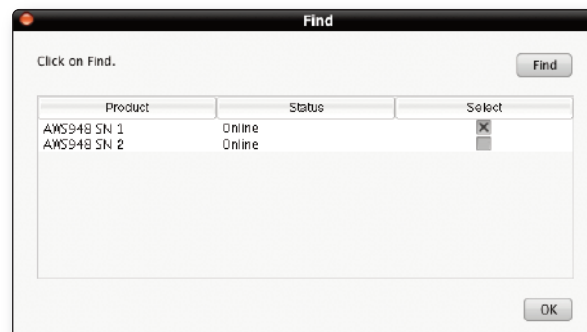 Find
Click on Find.
Find
Product Status Select
AWS948 SN 1 Online
AWS948 SN 2 Online
OK